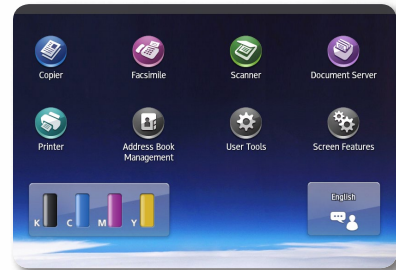 Copier
Facsimile
Scanner
Document Server
Printer
Address Book
Management
User Tools
Screen Features
K C M Y
English